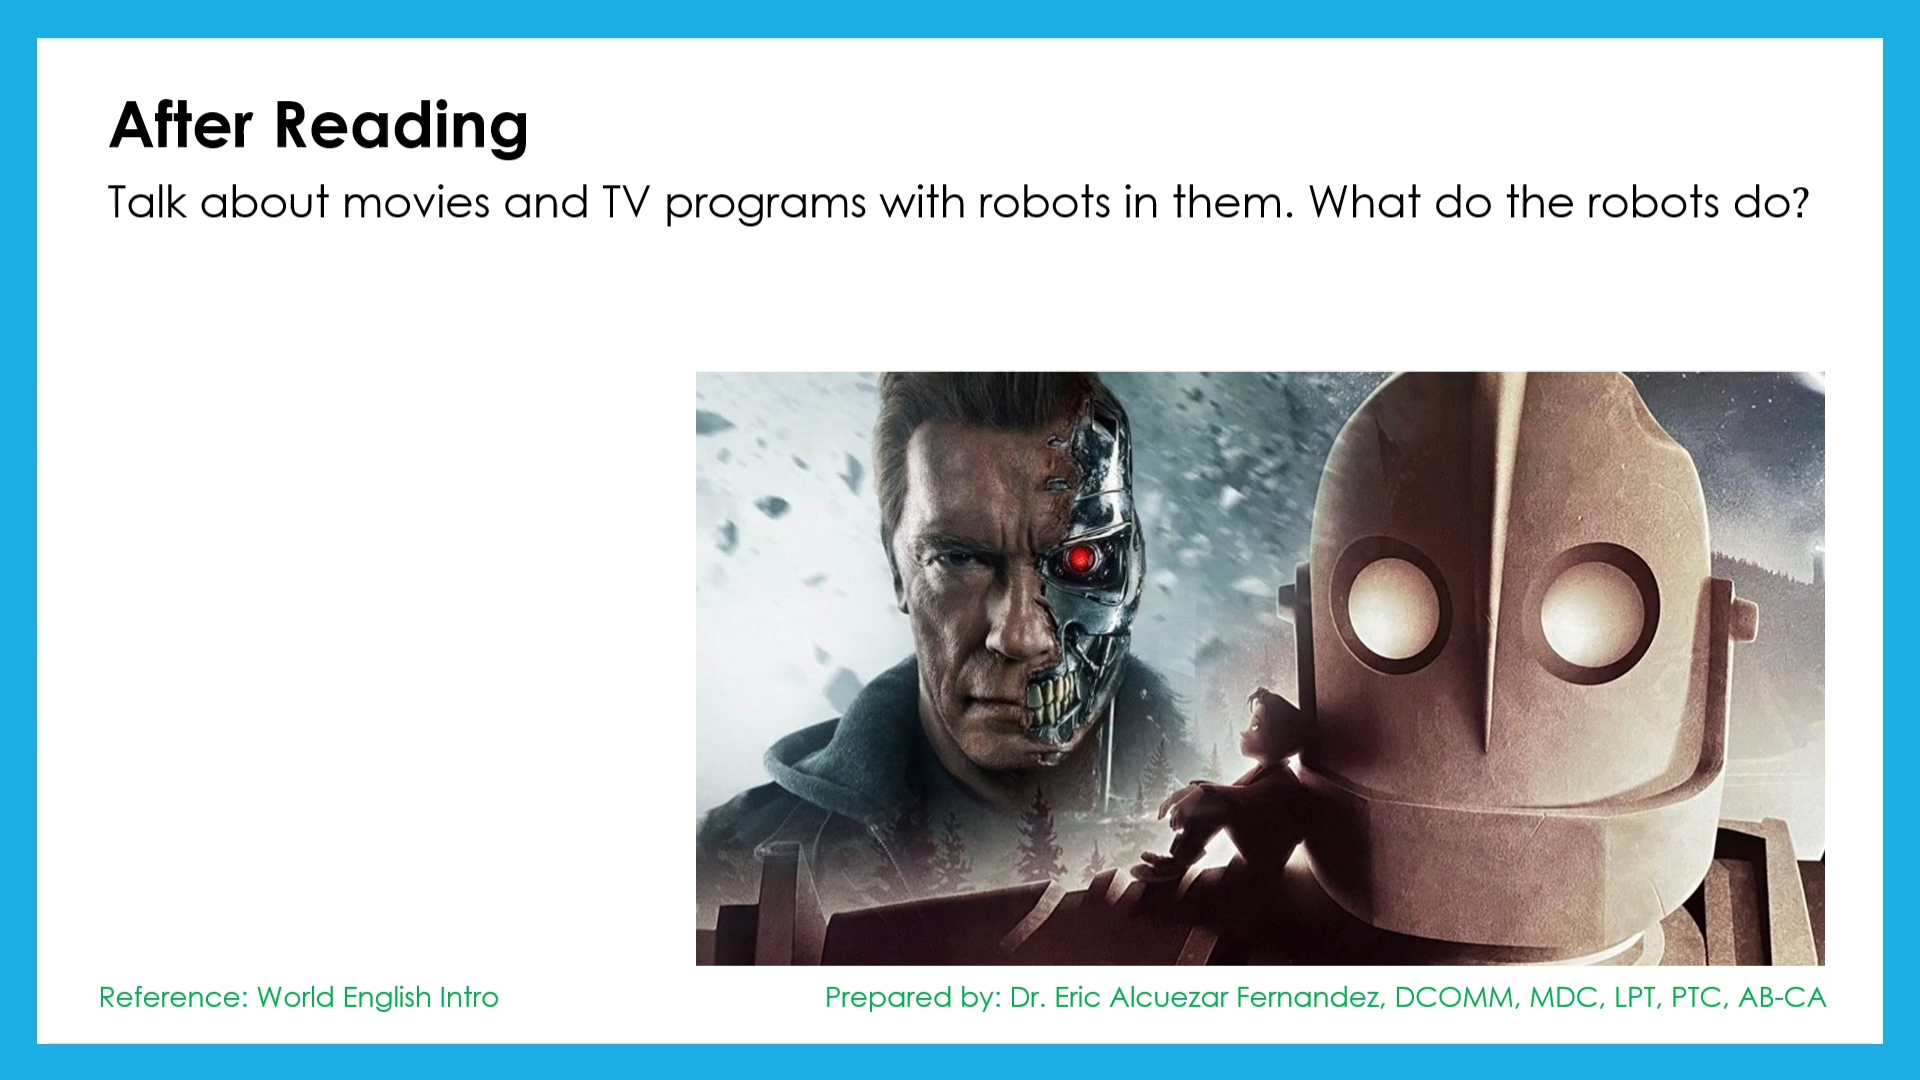 After Reading
Talk about movies and TV programs with robots in them. What do the robots do?
Reference: World English Intro
Prepared by: Dr. Eric Alcuezar Fernandez, DCOMM, MDC, LPT, PTC, AB-CA